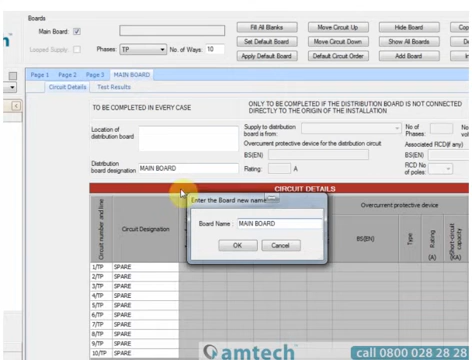 Boards
Main Board:
Fill All Blanks
Move Circuit Up
Hide Board
Looped Supply:
Phases: TP
No. of Ways: 10
Set Default Board
Move Circuit Down
Show All Boards
Apply Default Board
Default Circuit Order
Add Board
Page 1 Page 2 Page 3 MAIN BOARD
Circuit Details Test Results
TO BE COMPLETED IN EVERY CASE
ONLY TO BE COMPLETED IF THE DISTRIBUTION BOARD IS NOT CONNECTED
DIRECTLY TO THE ORIGIN OF THE INSTALLATION
Location of
distribution board
Supply to distribution
board is from:
No of
Phases:
Overcurrent protective device for the distribution circuit
Associated RCD(if any)
BS(EN)
BS(EN)
Distribution
board designation MAIN BOARD
Rating: A
RCD No
of poles:
CIRCUIT DETAILS
Enter the Board new name
Board Name : MAIN BOARD
OK Cancel
Circuit number and line
Circuit Designation
Overcurrent protective device
BS(EN)
Type
Rating
(A)
Short-circuit
capacity
(kA)
1/TP SPARE
2/TP SPARE
3/TP SPARE
4/TP SPARE
5/TP SPARE
6/TP SPARE
7/TP SPARE
8/TP SPARE
9/TP SPARE
10/TP SPARE
amtech
call 0800 028 28 28